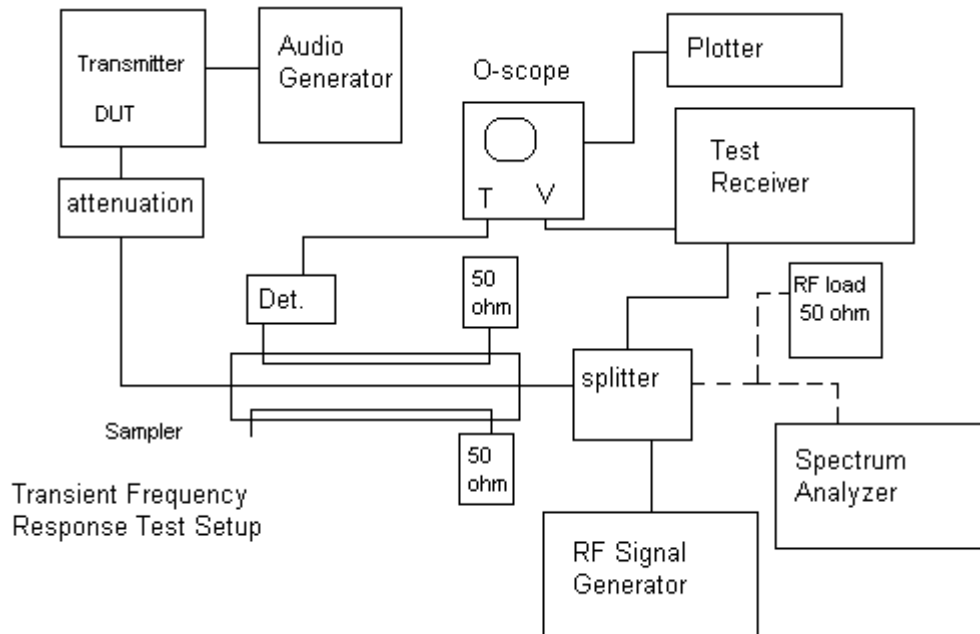 Transmitter
DUT
Audio
Generator
O-scope
T V
Plotter
Test
Receiver
attenuation
Det.
50
ohm
RF load
50 ohm
splitter
Sampler
50
ohm
Spectrum
Analyzer
Transient Frequency
Response Test Setup
RF Signal
Generator